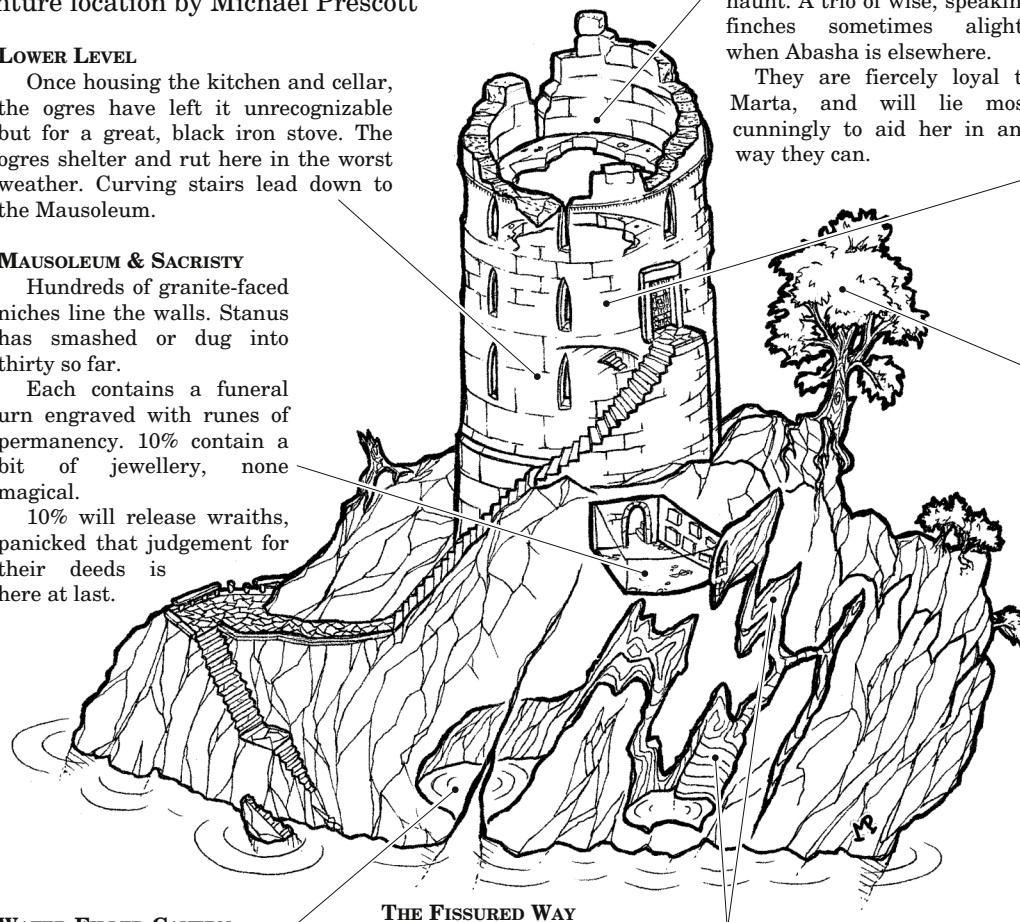 nture location by Michael Prescott
LOWER LEVEL
Once housing the kitchen and cellar,
the ogres have left it unrecognizable
but for a great, black iron stove. The
ogres shelter and rut here in the worst
weather. Curving stairs lead down to
the Mausoleum.
MAUSOLEUM & SACRISTY
Hundreds of granite-faced
niches line the walls. Stanus
has smashed or dug into
thirty so far.
Each contains a funeral
urn engraved with runes of
permanency. 10% contain a
bit of jewellery, none
magical.
10% will release wraiths,
panicked that judgement for
their deeds is
here at last.
haunt. A trio of wise, speakin
finches sometimes alight
when Abasha is elsewhere.
They are fiercely loyal t
Marta, and will lie mos
cunningly to aid her in an
way they can.
MP
THE FISSURED WAY